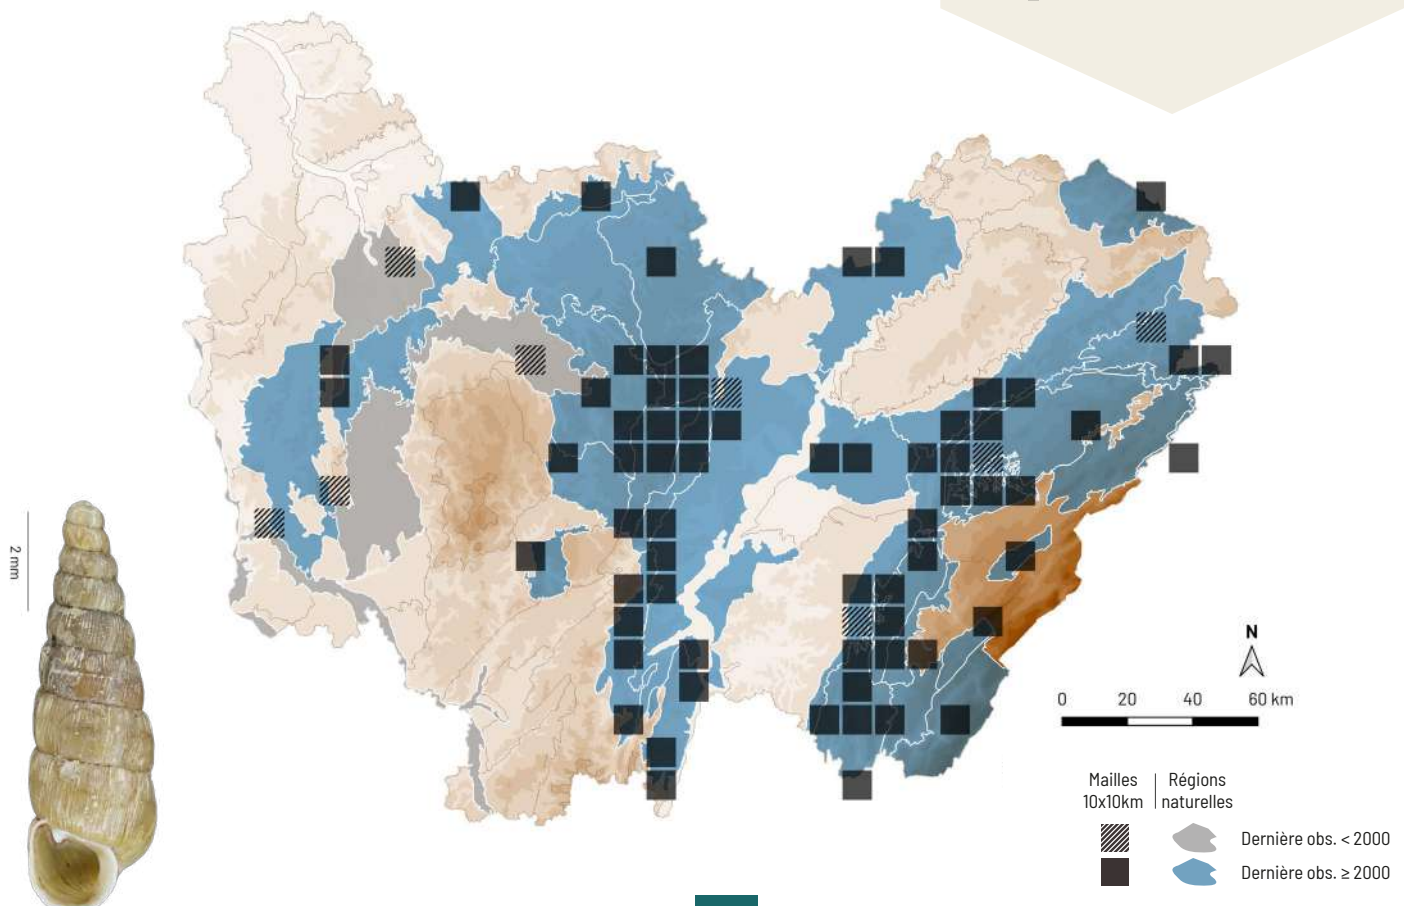 2 mm
N
0 20 40 60 km
Mailles 10x10km
Régions naturelles
Dernière obs. < 2000
Dernière obs. ≥ 2000